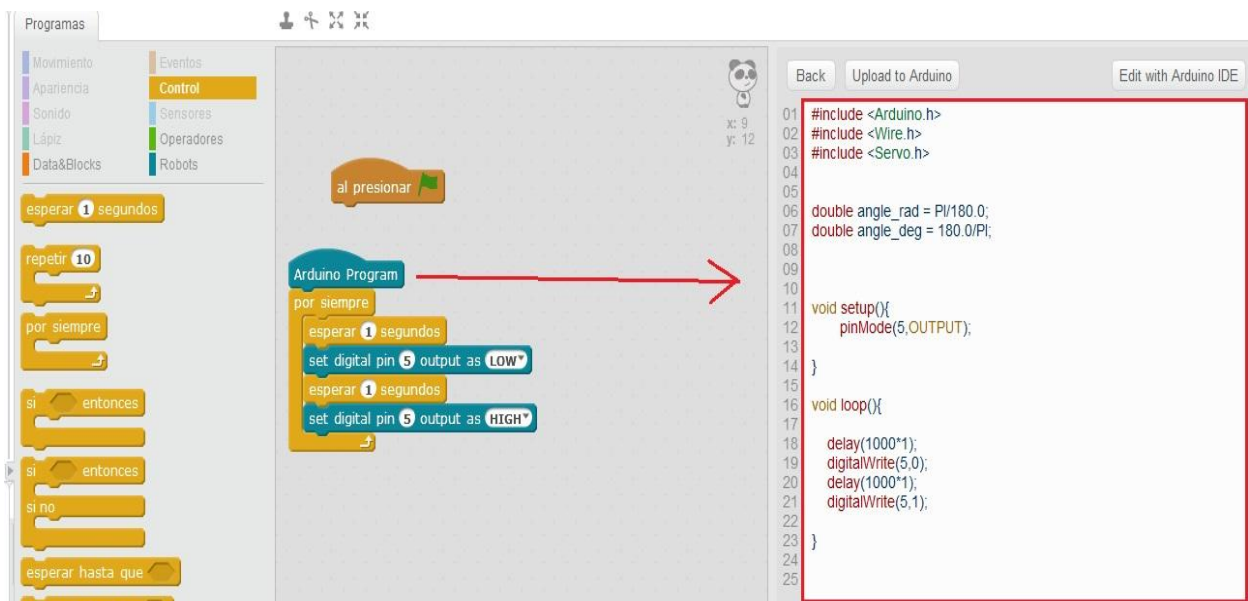 Programas
Movimiento
Eventos
Apariencia
Control
Sonido
Sensores
Lápiz
Operadores
Data&Blocks
Robots
esperar 1 segundos
repetir 10
por siempre
si entonces
si entonces
si no
esperar hasta que
x: 9
y: 12
al presionar
Arduino Program
por siempre
esperar 1 segundos
set digital pin 5 output as LOW
esperar 1 segundos
set digital pin 5 output as HIGH
Back Upload to Arduino Edit with Arduino IDE
01 #include <Arduino.h>
02 #include <Wire.h>
03 #include <Servo.h>
04
05
06 double angle_rad = PI/180.0;
07 double angle_deg = 180.0/PI;
08
09
10
11 void setup(){
12 pinMode(5,OUTPUT);
13
14 }
15
16 void loop(){
17
18 delay(1000*1);
19 digitalWrite(5,0);
20 delay(1000*1);
21 digitalWrite(5,1);
22
23 }
24
25